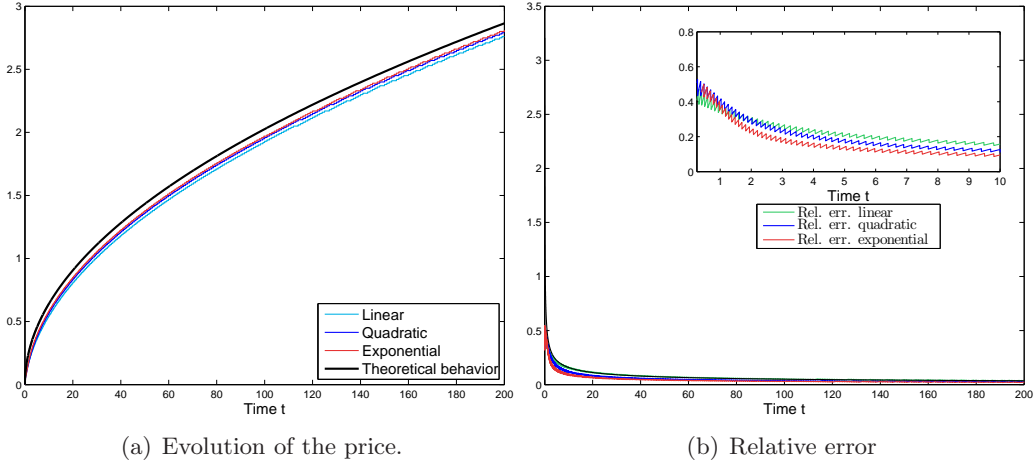 3
2.5
2
1.5
1
0.5
0
0 20 40 60 80 100 120 140 160 180 200
Time t
Linear
Quadratic
Exponential
Theoretical behavior
(a) Evolution of the price.
3.5
3
2.5
2
1.5
1
0.5
0
0 20 40 60 80 100 120 140 160 180 200
Time t
0.8
0.6
0.4
0.2
0
1 2 3 4 5 6 7 8 9 10
Time t
Rel. err. linear
Rel. err. quadratic
Rel. err. exponential
(b) Relative error